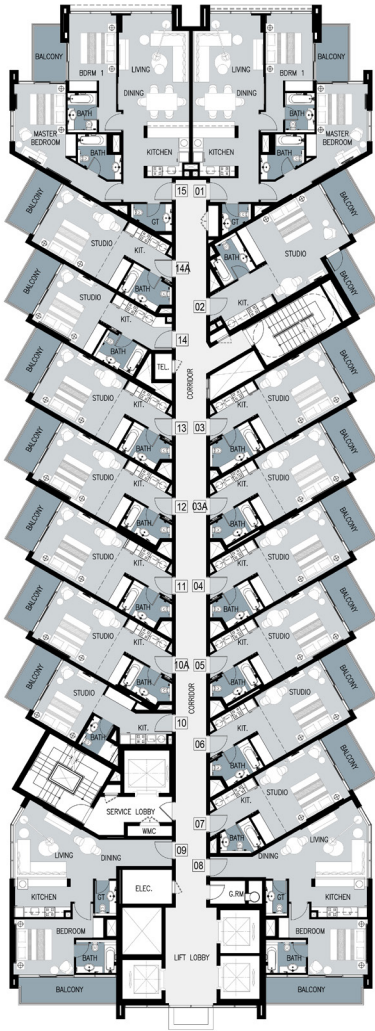 BALCONY
BDRM 1
LIVING
LIVING
BDRM 1
BALCONY
DINING
DINING
MASTER
BEDROOM
BATH
BATH
MASTER
BEDROOM
BATH
KITCHEN
KITCHEN
BATH
15
01
BALCONY
GT
GT
BALCONY
STUDIO
STUDIO
KIT.
BATH
14A
BALCONY
BATH
BALCONY
STUDIO
KIT.
02
KIT.
14
BATH
TEL.
CORRIDOR
BALCONY
STUDIO
KIT.
KIT.
STUDIO
BALCONY
13
03
BATH
BATH
BALCONY
STUDIO
KIT.
KIT.
STUDIO
BALCONY
12
03A
BATH
BATH
BALCONY
STUDIO
KIT.
KIT.
STUDIO
BALCONY
11
04
BATH
BATH
BALCONY
STUDIO
KIT.
KIT.
STUDIO
BALCONY
10A
05
BATH
BATH
BALCONY
STUDIO
KIT.
CORRIDOR
KIT.
STUDIO
BALCONY
BATH
10
06
BATH
KIT.
STUDIO
BALCONY
SERVICE LOBBY
WMC
07
BATH
LIVING
DINING
09
08
DINING
LIVING
KITCHEN
GT
ELEC.
G.RM
GT
KITCHEN
BEDROOM
BATH
LIFT LOBBY
BATH
BEDROOM
BALCONY
BALCONY